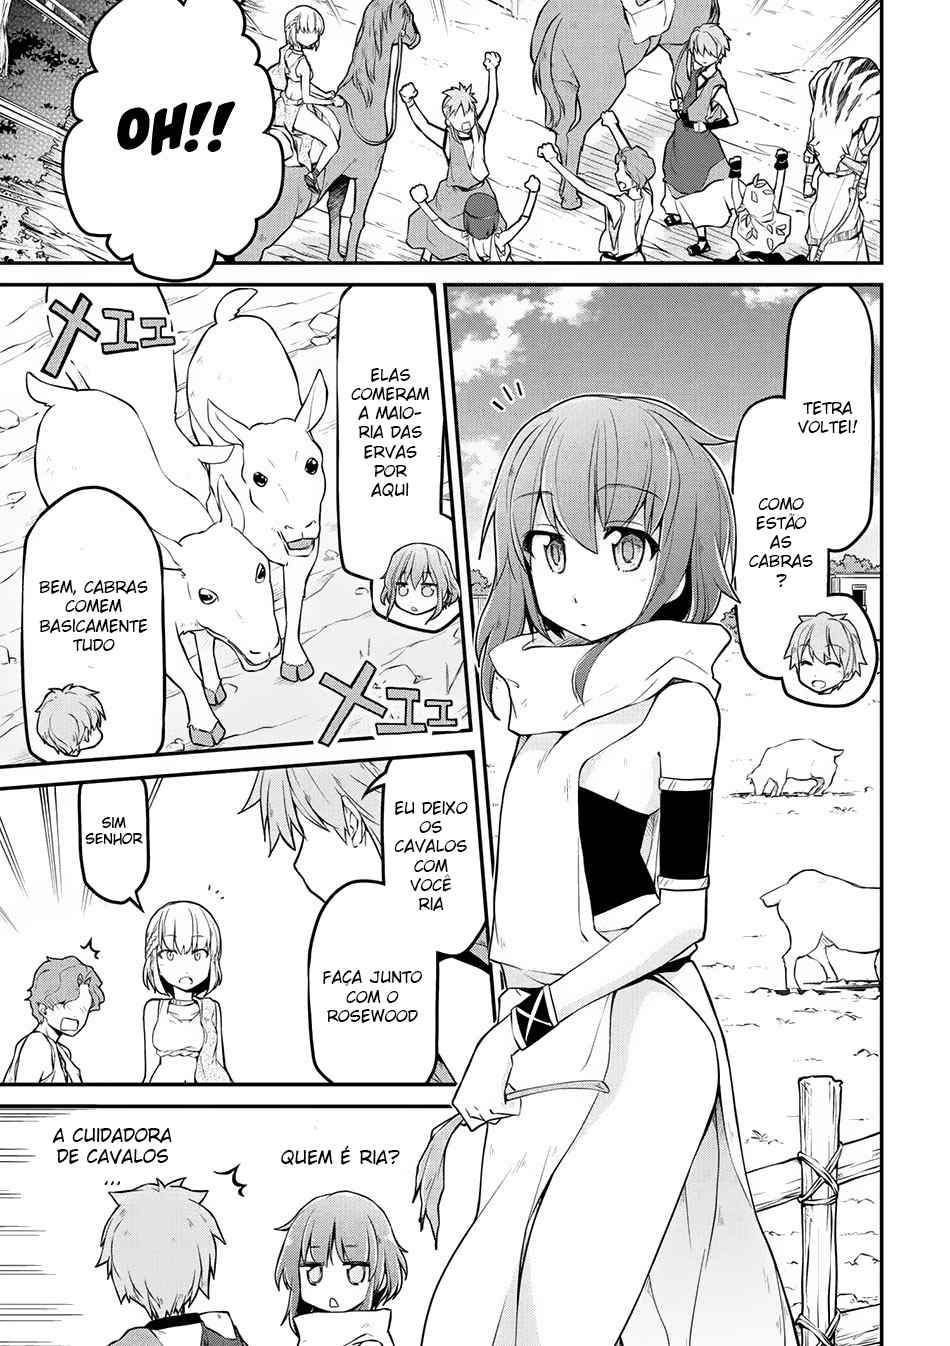 OH!!
TETRA
VOLTEI!
COMO
ESTÃO
AS
CABRAS
?
ELAS
COMERAM
A MAIO-
RIA DAS
ERVAS
POR
AQUI
BEM, CABRAS
COMEM
BASICAMENTE
TUDO
メエェ
メエェ
EU DEIXO
OS
CAVALOS
COM
VOCÊ
RIA
FAÇA JUNTO
COM O
ROSEWOOD
SIM
SENHOR
QUEM É RIA?
A CUIDADORA
DE CAVALOS
...